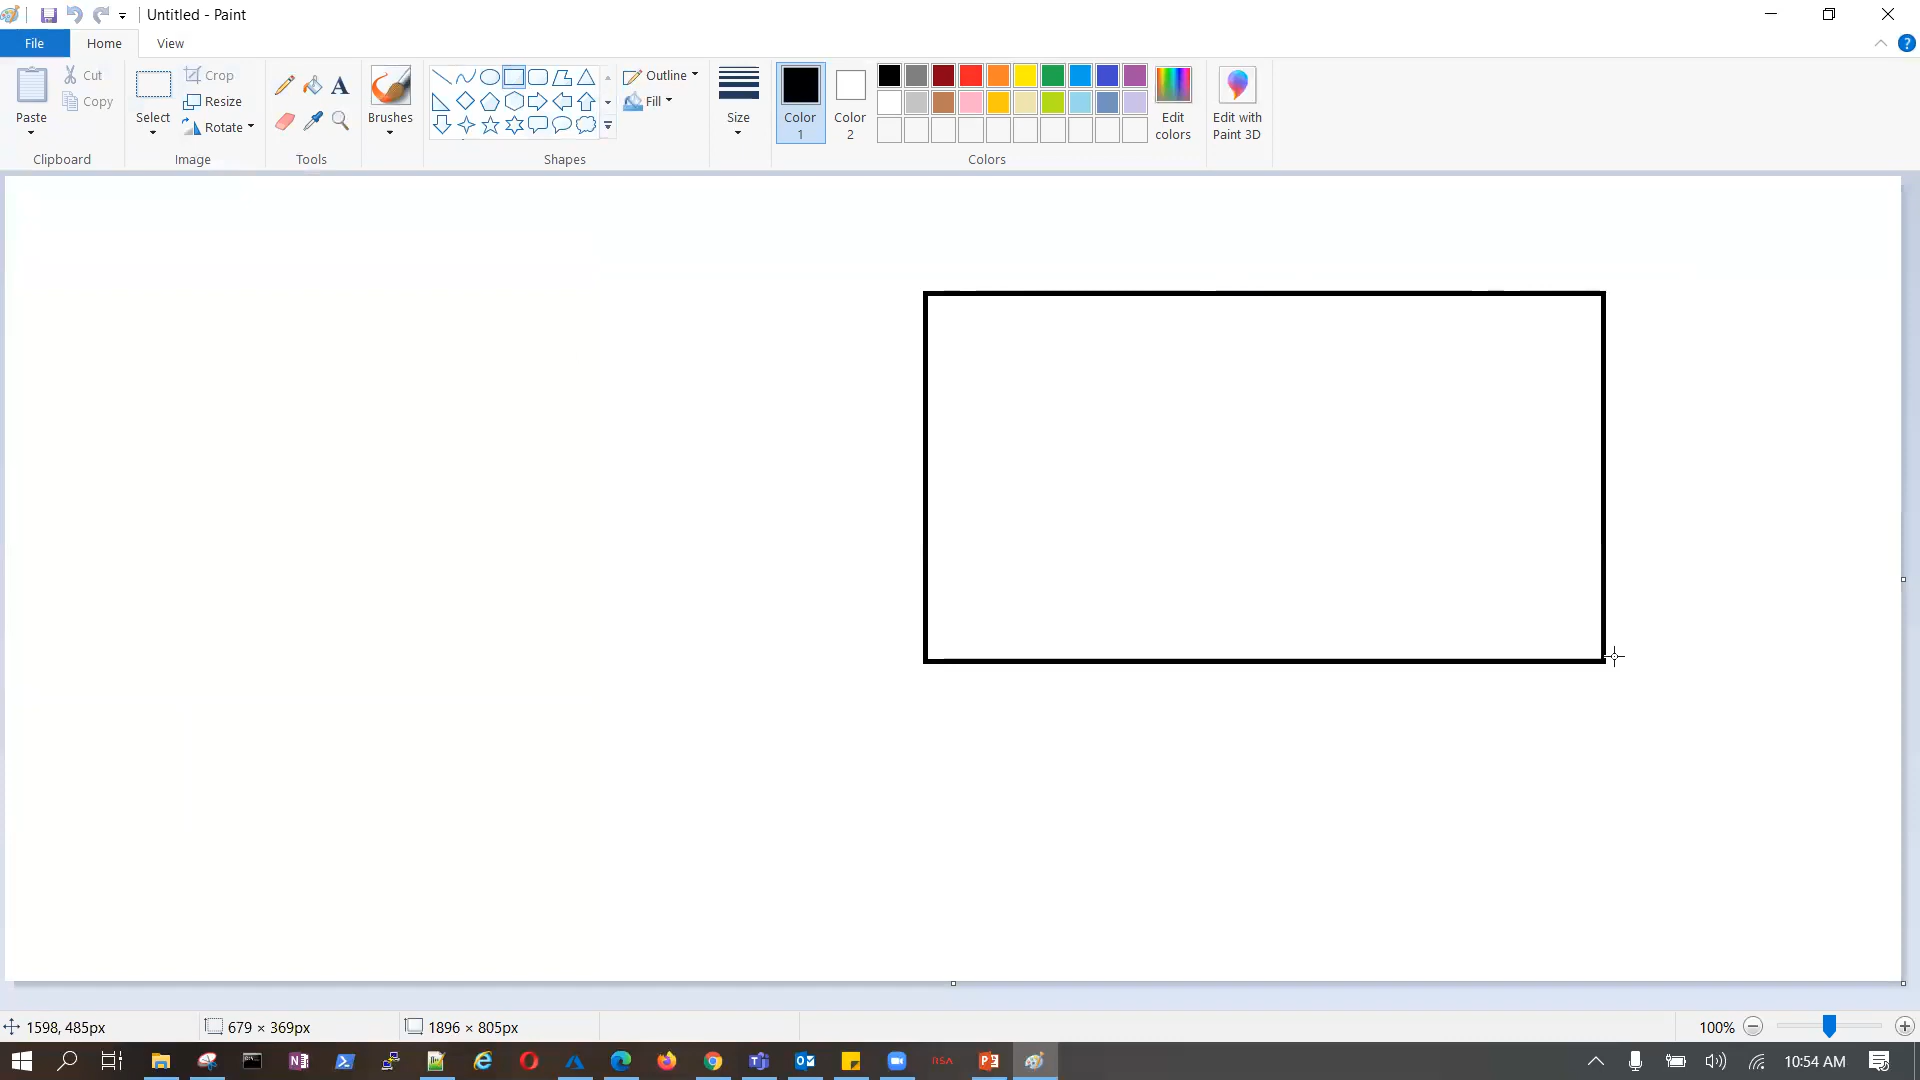 Untitled - Paint
File
Home
View
Paste
Cut
Copy
Clipboard
Select
Crop
Resize
Rotate
Image
A
Tools
Brushes
Shapes
Outline
Fill
Size
Color
1
Color
2
Colors
Edit
colors
Edit with
Paint 3D
?
1598, 485px
679 × 369px
1896 × 805px
100%
RSA
10:54 AM